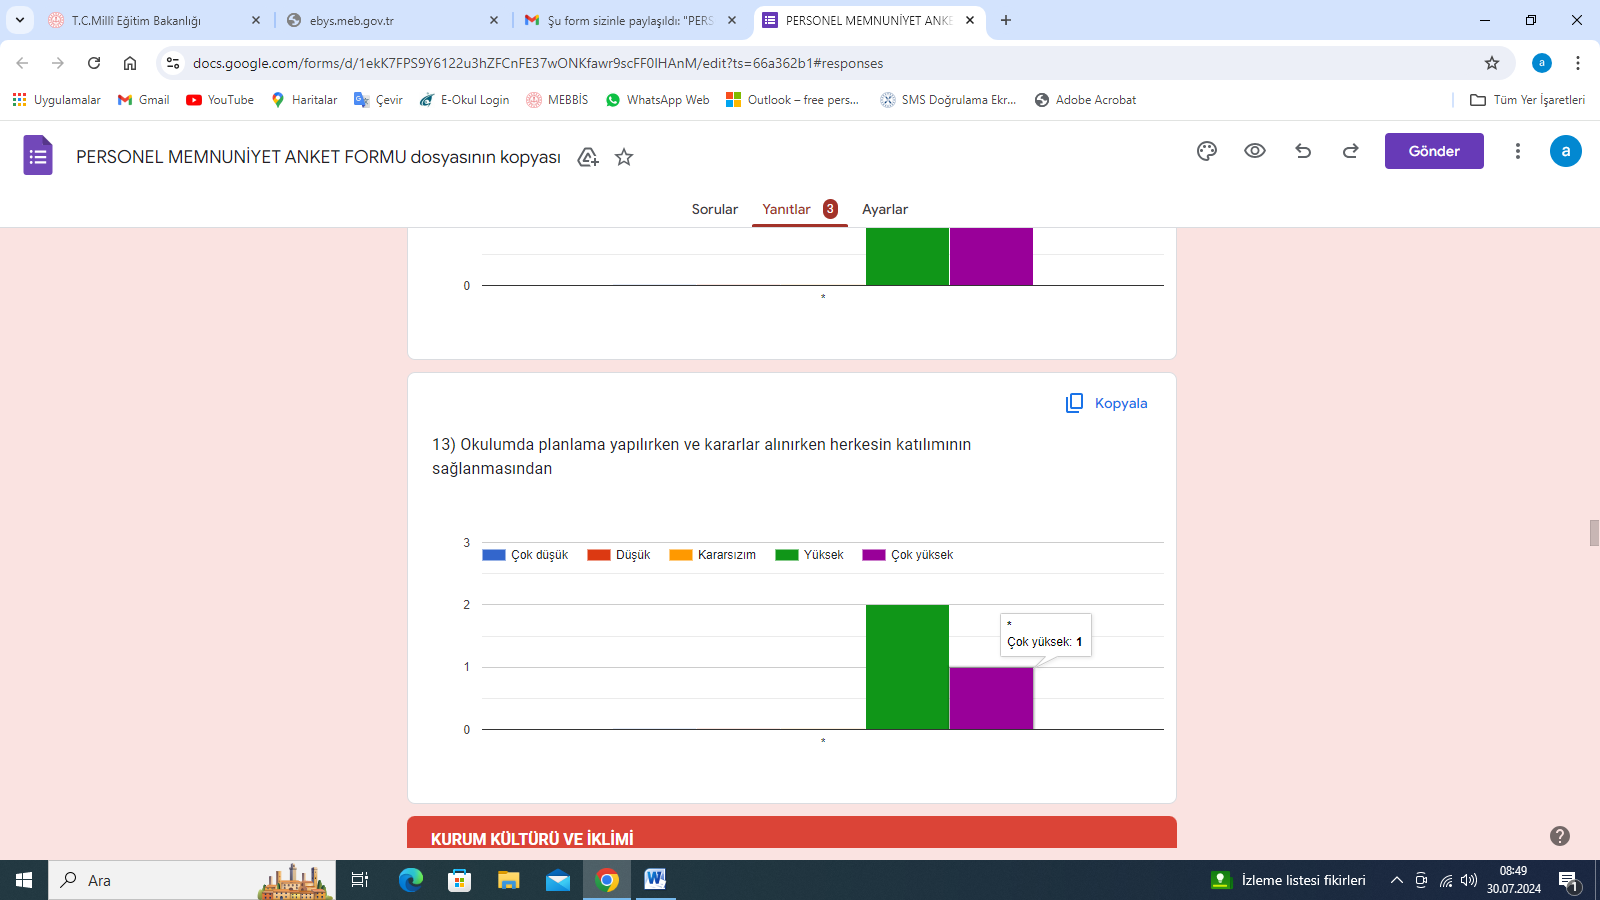 T.C.Millî Eğitim Bakanlığı
ebys.meb.gov.tr
Şu form sizinle paylaşıldı: "PERS
PERSONEL MEMNUNİYET ANKE
docs.google.com/forms/d/1ekK7FPS9Y6122u3hZFCnFE37wONKfawr9scFF0IHAnM/edit?ts=66a362b1#responses
a
Uygulamalar
Gmail
YouTube
Haritalar
Çevir
E-Okul Login
MEBBİS
WhatsApp Web
Outlook – free pers...
SMS Doğrulama Ekr...
Adobe Acrobat
Tüm Yer İşaretleri
PERSONEL MEMNUNİYET ANKET FORMU dosyasının kopyası
Gönder
a
Sorular
Yanıtlar 3
Ayarlar
0
*
Kopyala
13) Okulumda planlama yapılırken ve kararlar alınırken herkesin katılımının
sağlanmasından
3
Çok düşük
Düşük
Kararsızım
Yüksek
Çok yüksek
2
*
Çok yüksek: 1
1
0
*
KURUM KÜLTÜRÜ VE İKLİMİ
Ara
İzleme listesi fikirleri
08:49
30.07.2024
1